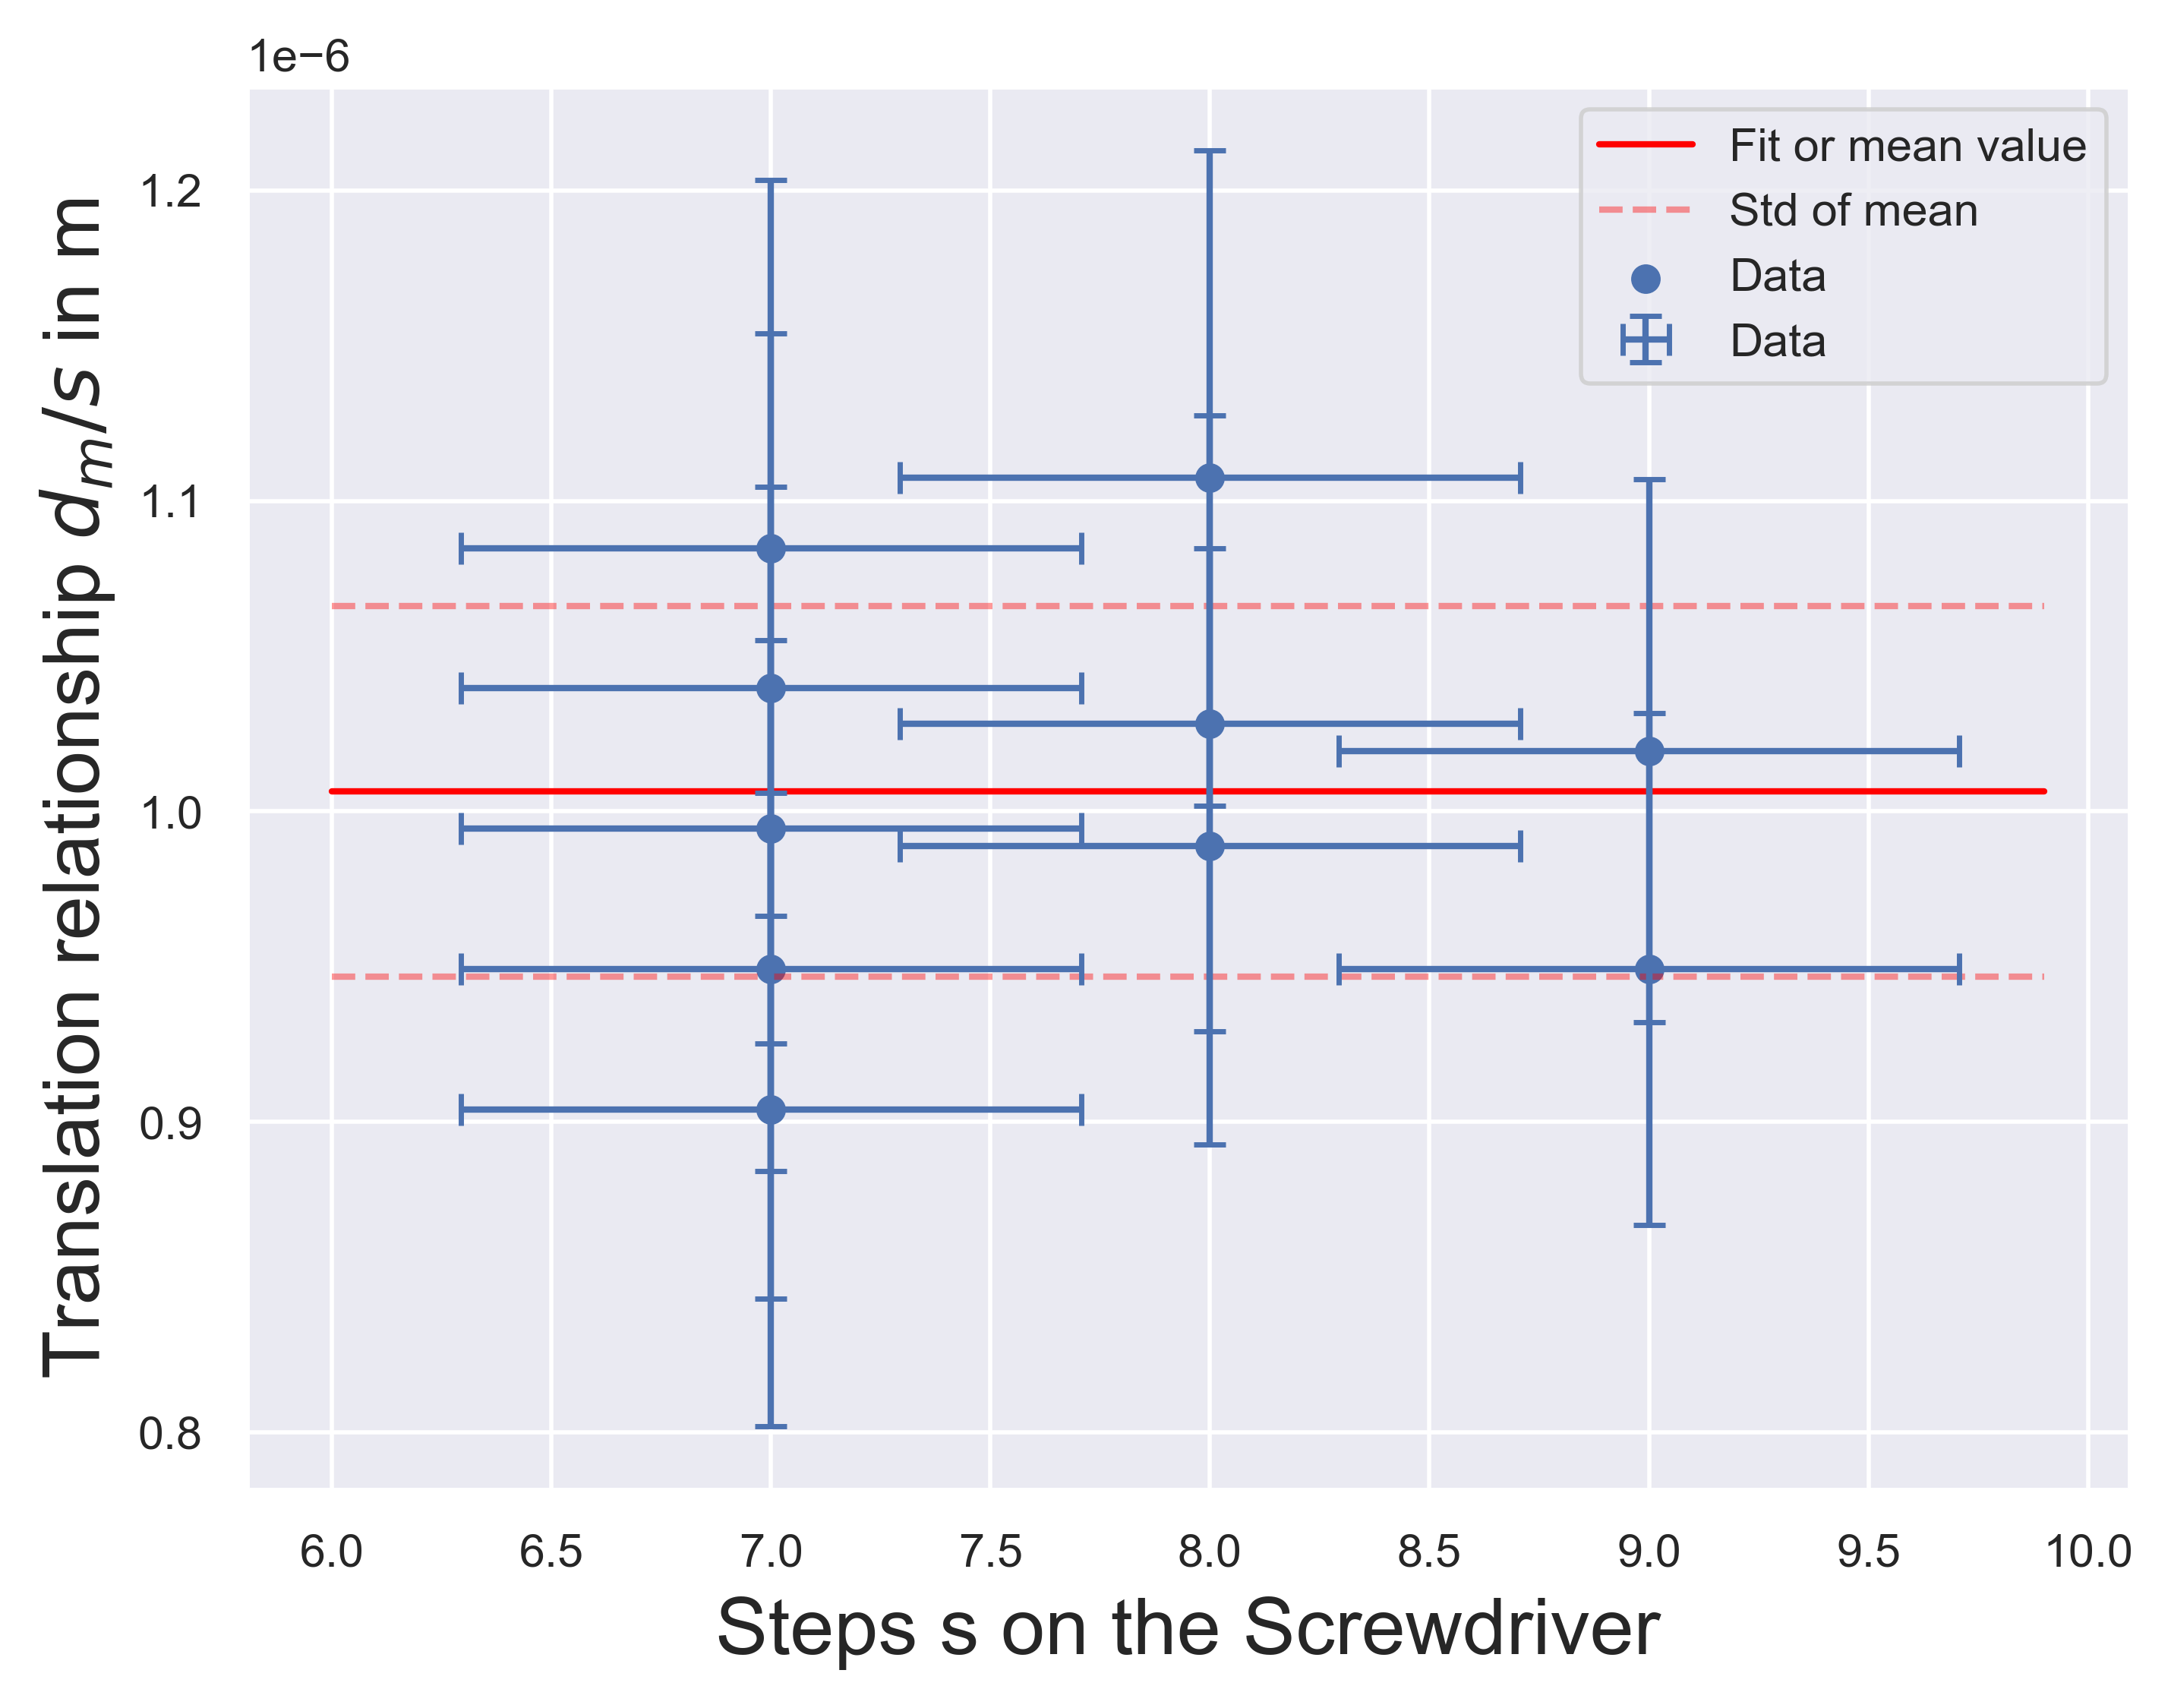 1e−6
1.2
1.1
1.0
0.9
0.8
Translation relationship d_m/s in m
Fit or mean value
Std of mean
Data
Data
6.0 6.5 7.0 7.5 8.0 8.5 9.0 9.5 10.0
Steps s on the Screwdriver